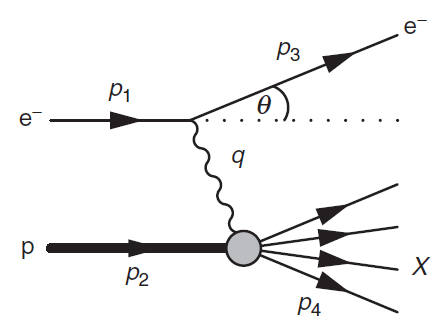 e⁻
p₃
p₁
θ
e⁻
q
p
X
p₂
p₄